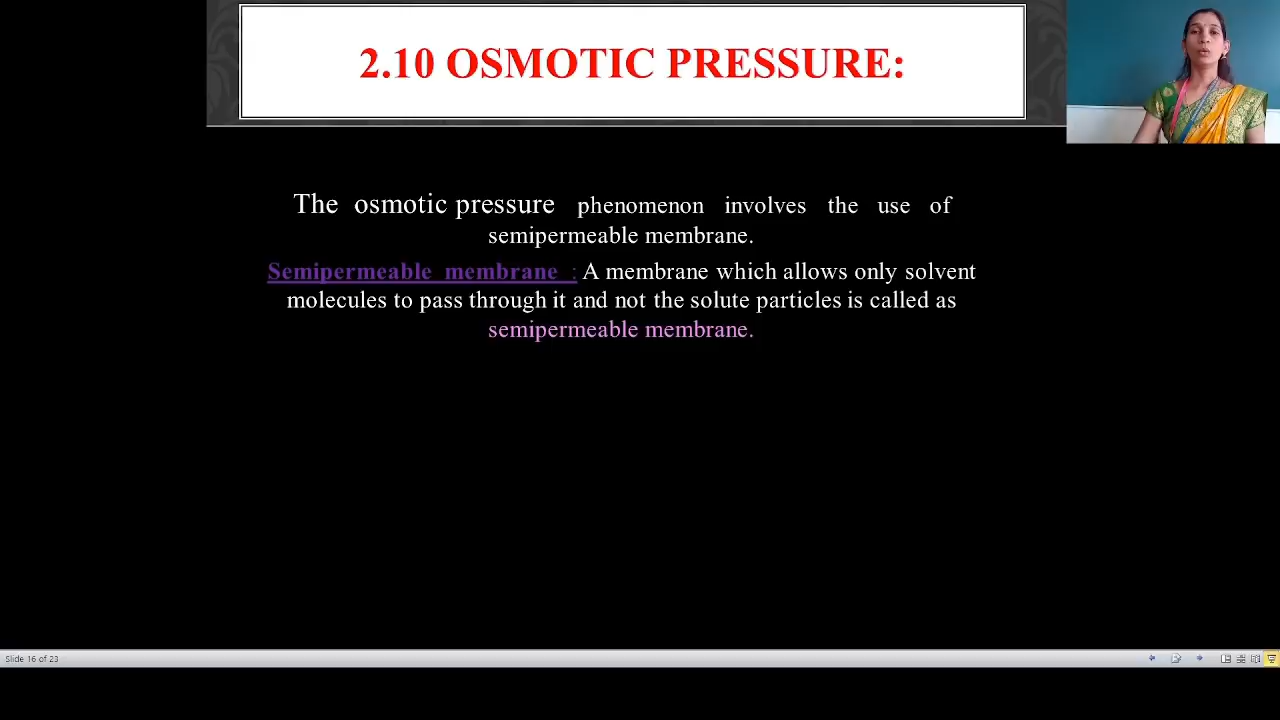 2.10 OSMOTIC PRESSURE:
The osmotic pressure phenomenon involves the use of
semipermeable membrane.
Semipermeable membrane : A membrane which allows only solvent
molecules to pass through it and not the solute particles is called as
semipermeable membrane.
Slide 16 of 23